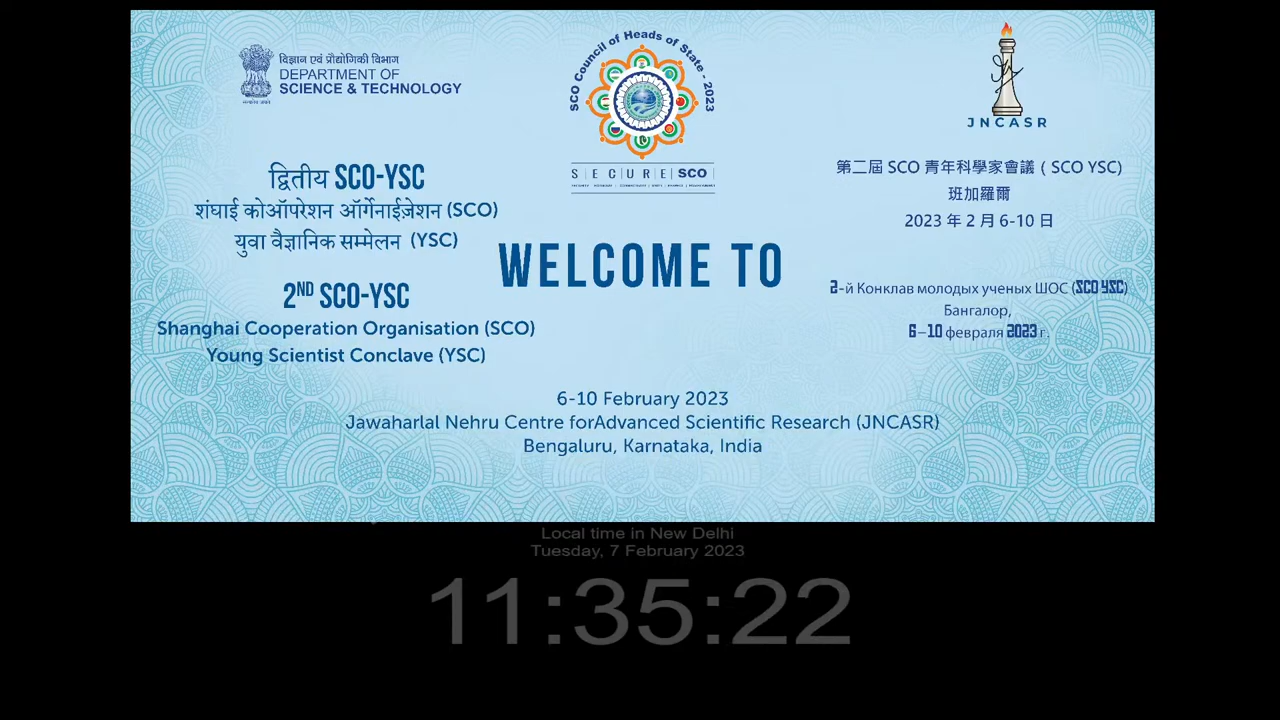 विज्ञान एवं प्रौद्योगिकी विभाग
DEPARTMENT OF
SCIENCE & TECHNOLOGY
सत्यमेव जयते
SCO Council of Heads of State - 2023
SECURE SCO
JNCASR
द्वितीय SCO-YSC
शंघाई कोऑपरेशन ऑर्गेनाईज़ेशन (SCO)
युवा वैज्ञानिक सम्मेलन (YSC)
2ND SCO-YSC
Shanghai Cooperation Organisation (SCO)
Young Scientist Conclave (YSC)
WELCOME TO
第二屆 SCO 青年科學家會議 ( SCO YSC)
班加羅爾
2023 年 2 月 6-10 日
2-й Конклав молодых ученых ШОС (SCO YSC)
Бангалор,
6–10 февраля 2023 г.
6-10 February 2023
Jawaharlal Nehru Centre forAdvanced Scientific Research (JNCASR)
Bengaluru, Karnataka, India
Local time in New Delhi
Tuesday, 7 February 2023
11:35:22